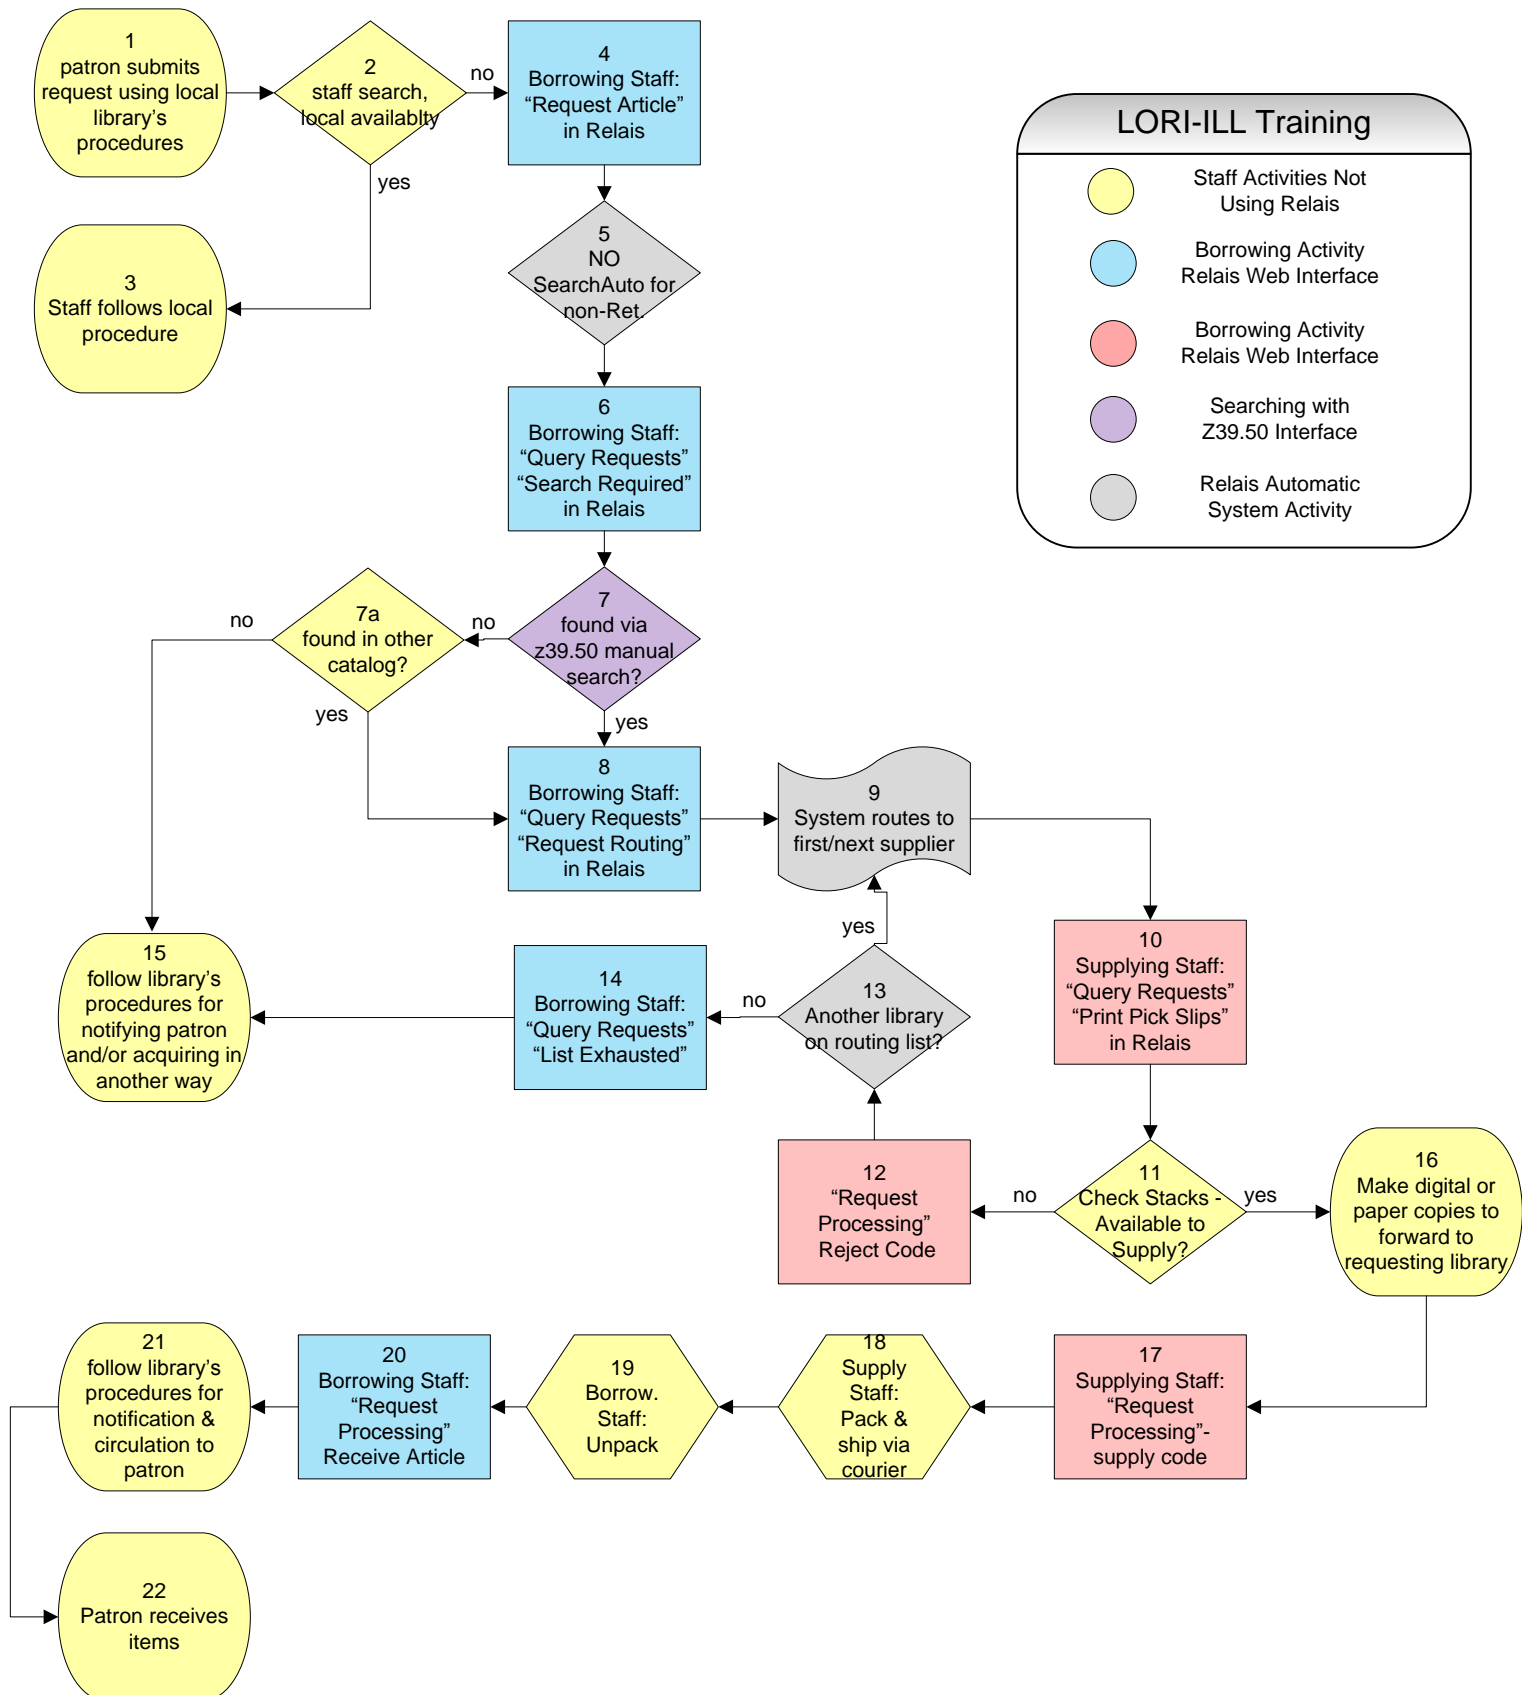 1
patron submits
request using local
library's
procedures
2
staff search,
local availablty
no
yes
3
Staff follows local
procedure
4
Borrowing Staff:
“Request Article”
in Relais
LORI-ILL Training
Staff Activities Not
Using Relais
Borrowing Activity
Relais Web Interface
Borrowing Activity
Relais Web Interface
Searching with
Z39.50 Interface
Relais Automatic
System Activity
5
NO
SearchAuto for
non-Ret.
6
Borrowing Staff:
“Query Requests”
“Search Required”
in Relais
7
found via
z39.50 manual
search?
no
yes
7a
found in other
catalog?
no
yes
8
Borrowing Staff:
“Query Requests”
“Request Routing”
in Relais
9
System routes to
first/next supplier
10
Supplying Staff:
“Query Requests”
“Print Pick Slips”
in Relais
11
Check Stacks -
Available to
Supply?
no
yes
12
“Request
Processing”
Reject Code
13
Another library
on routing list?
yes
no
14
Borrowing Staff:
“Query Requests”
“List Exhausted”
15
follow library's
procedures for
notifying patron
and/or acquiring in
another way
16
Make digital or
paper copies to
forward to
requesting library
17
Supplying Staff:
“Request
Processing”-
supply code
18
Supply
Staff:
Pack &
ship via
courier
19
Borrow.
Staff:
Unpack
20
Borrowing Staff:
“Request
Processing”
Receive Article
21
follow library's
procedures for
notification &
circulation to
patron
22
Patron receives
items